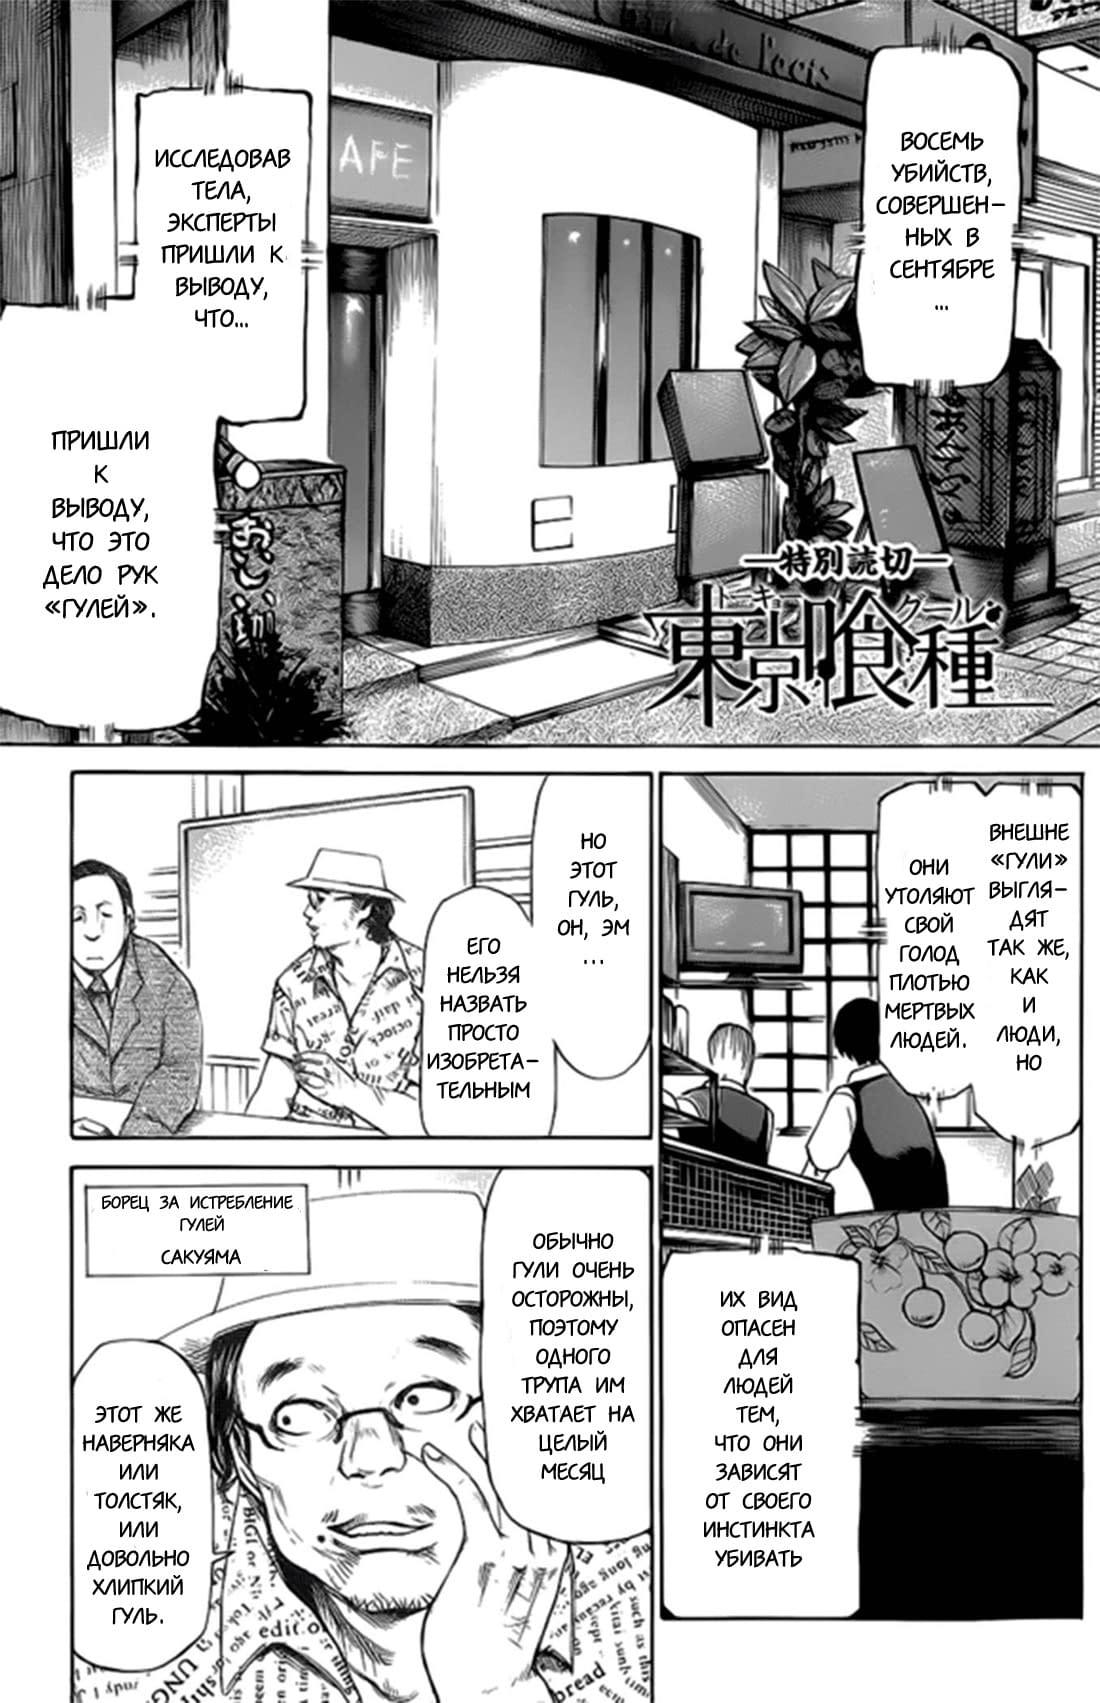 ВОСЕМЬ
УБИЙСТВ,
СОВЕРШЕН–
НЫХ В
СЕНТЯБРЕ
...
ИССЛЕДОВАВ
ТЕЛА,
ЭКСПЕРТЫ
ПРИШЛИ К
ВЫВОДУ,
ЧТО...
AFE
ПРИШЛИ
К
ВЫВОДУ,
ЧТО ЭТО
ДЕЛО РУК
«ГУЛЕЙ».
—特別読切—
トーキョーグール
東京喰種
ВНЕШНЕ
«ГУЛИ»
ВЫГЛЯ–
ДЯТ
ТАК ЖЕ,
КАК
И
ЛЮДИ,
НО
ОНИ
УТОЛЯЮТ
СВОЙ
ГОЛОД
ПЛОТЬЮ
МЕРТВЫХ
ЛЮДЕЙ.
ИХ ВИД
ОПАСЕН
ДЛЯ
ЛЮДЕЙ
ТЕМ,
ЧТО ОНИ
ЗАВИСЯТ
ОТ СВОЕГО
ИНСТИНКТА
УБИВАТЬ
НО
ЭТОТ
ГУЛЬ,
ОН, ЭМ
...
ЕГО
НЕЛЬЗЯ
НАЗВАТЬ
ПРОСТО
ИЗОБРЕТА–
ТЕЛЬНЫМ
БОРЕЦ ЗА ИСТРЕБЛЕНИЕ
ГУЛЕЙ
САКУЯМА
ОБЫЧНО
ГУЛИ ОЧЕНЬ
ОСТОРОЖНЫ,
ПОЭТОМУ
ОДНОГО
ТРУПА ИМ
ХВАТАЕТ НА
ЦЕЛЫЙ
МЕСЯЦ
ЭТОТ ЖЕ
НАВЕРНЯКА
ИЛИ
ТОЛСТЯК,
ИЛИ
ДОВОЛЬНО
ХЛИПКИЙ
ГУЛЬ.
bread